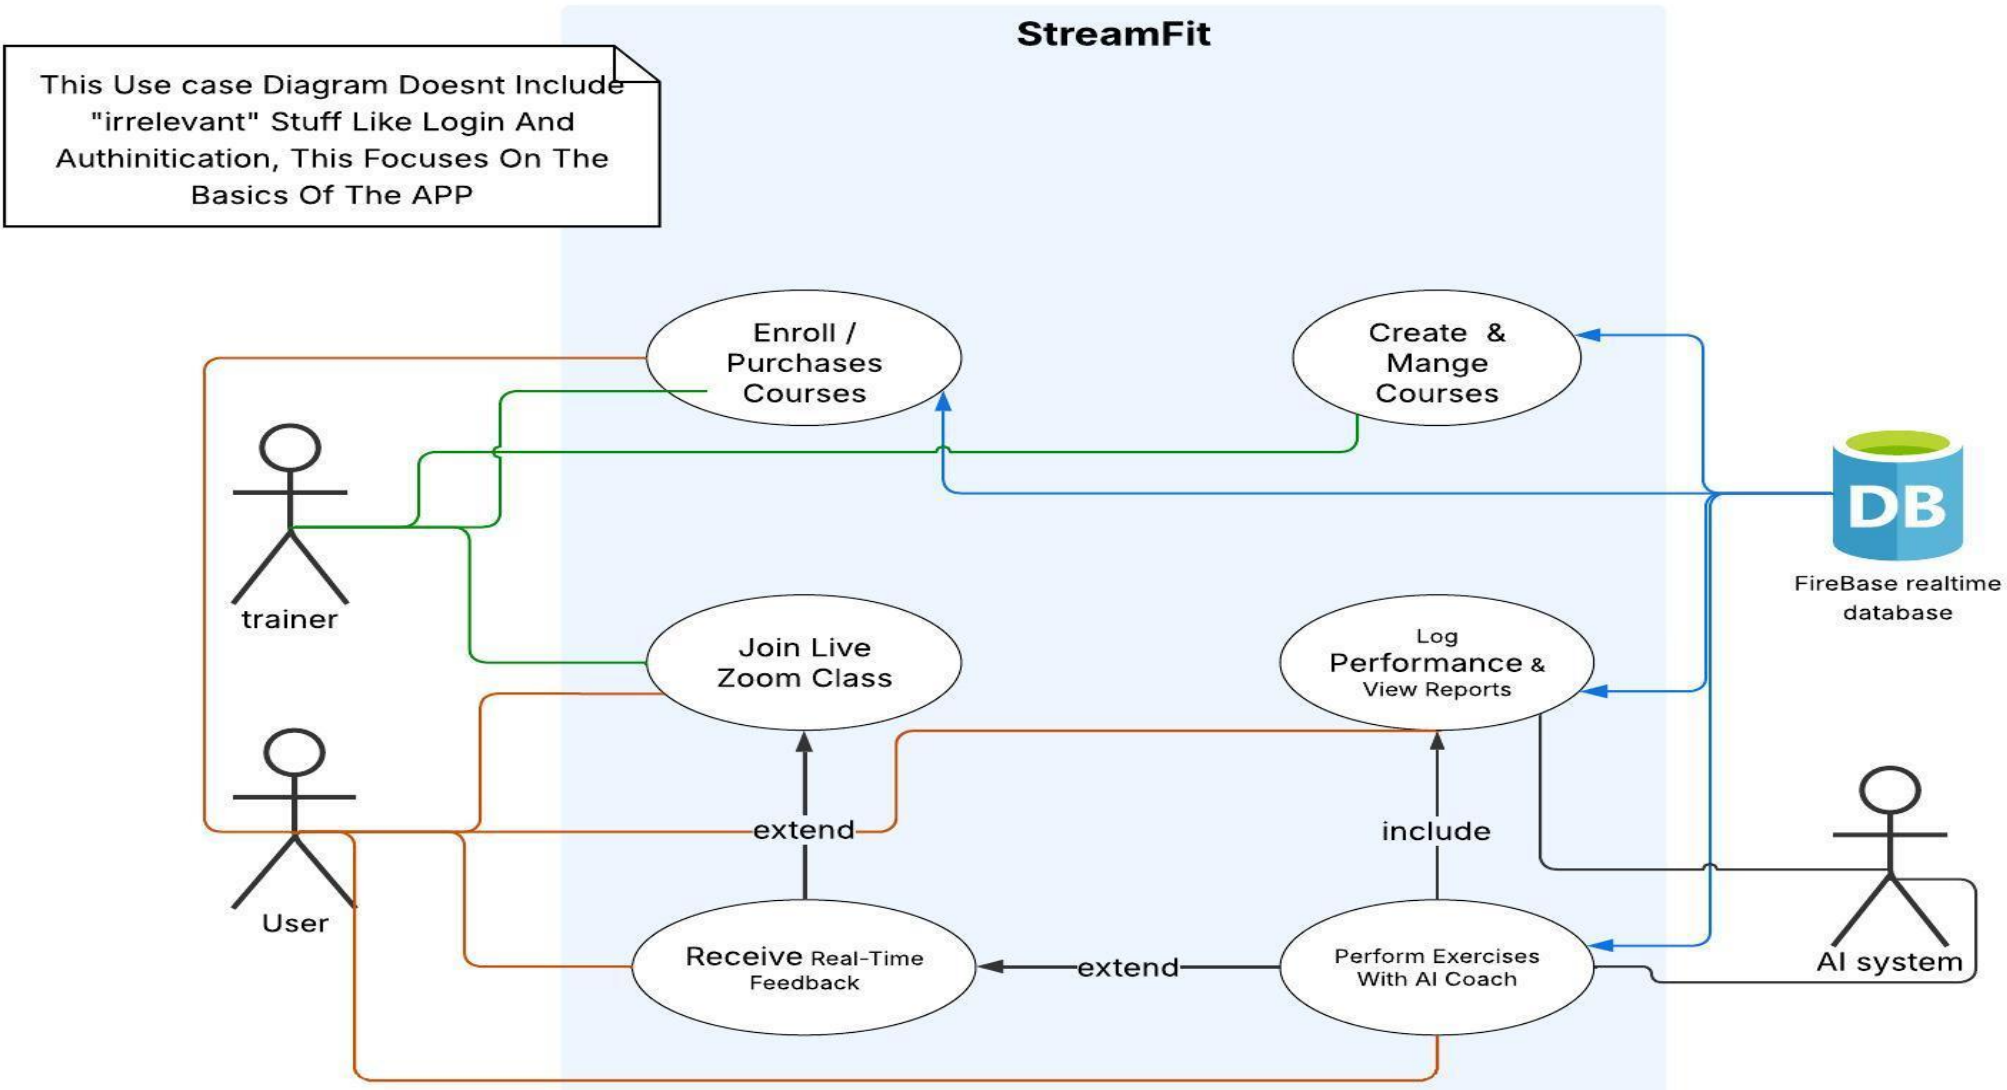 StreamFit
This Use case Diagram Doesnt Include
"irrelevant" Stuff Like Login And
Authinitication, This Focuses On The
Basics Of The APP
Enroll /
Purchases
Courses
Create & 
Mange
Courses
trainer
DB
FireBase realtime
database
Join Live
Zoom Class
Log
Performance &
View Reports
extend
include
User
Receive Real-Time
Feedback
extend
Perform Exercises
With AI Coach
AI system